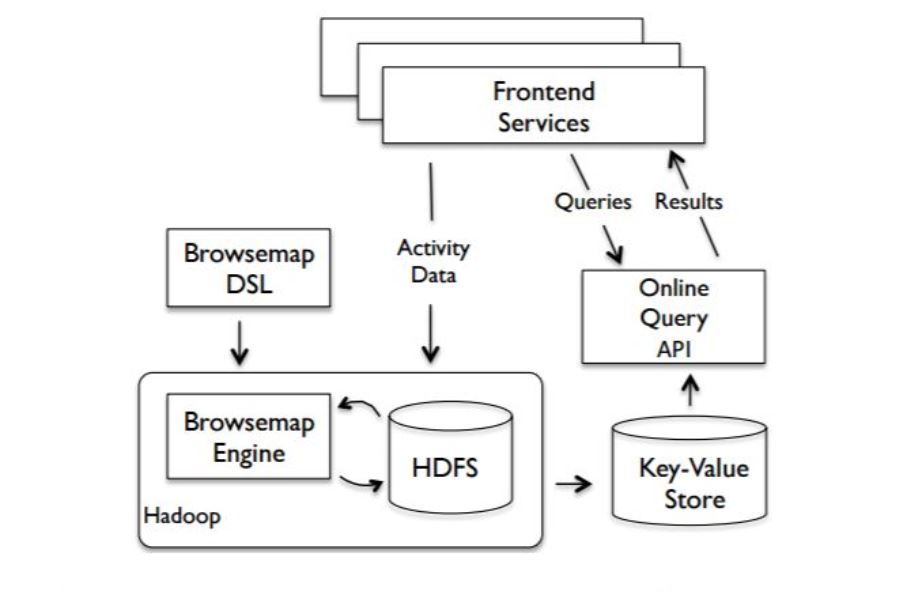 Frontend
Services
Queries
Results
Activity
Data
Browsemap
DSL
Online
Query
API
Browsemap
Engine
HDFS
Key-Value
Store
Hadoop